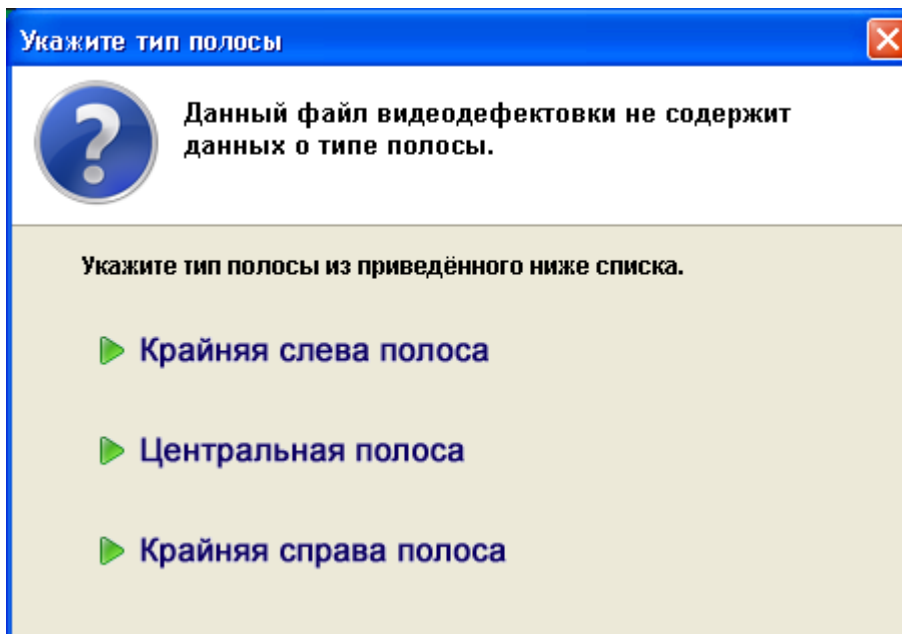 Укажите тип полосы
Данный файл видеодефектовки не содержит
данных о типе полосы.
Укажите тип полосы из приведённого ниже списка.
Крайняя слева полоса
Центральная полоса
Крайняя справа полоса